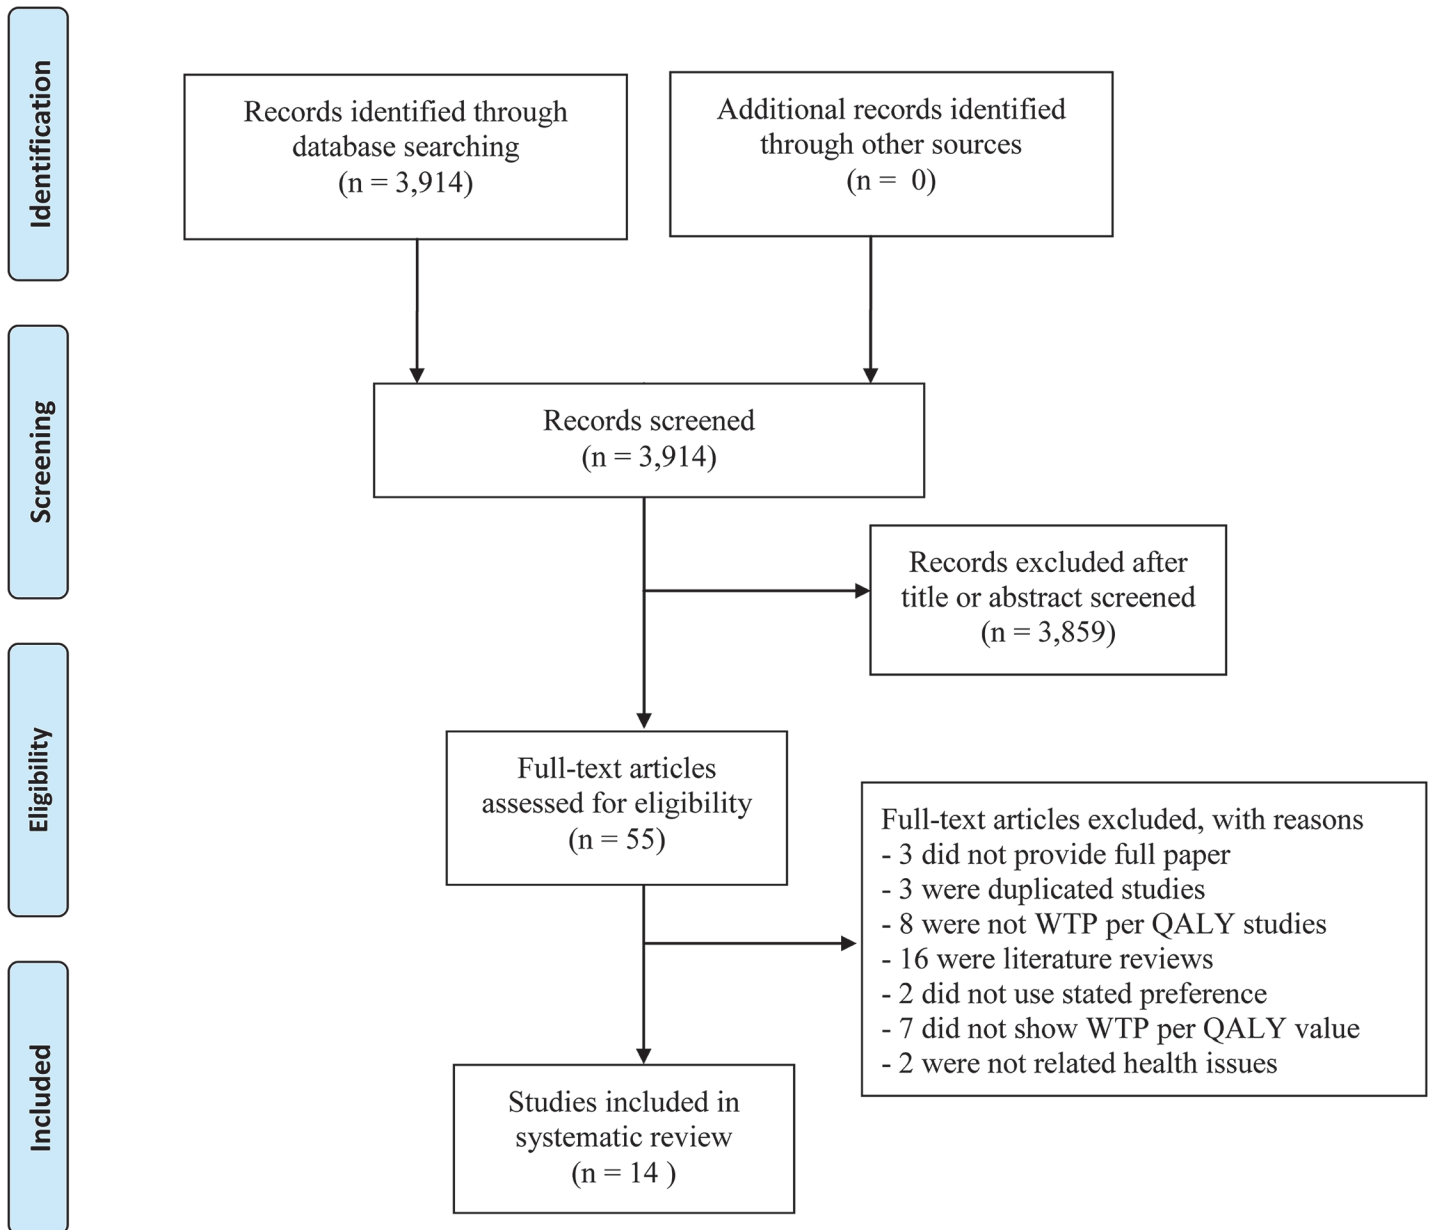 Identification
Records identified through
database searching
(n = 3,914)
Additional records identified
through other sources
(n =  0)
Screening
Records screened
(n = 3,914)
Records excluded after
title or abstract screened
(n = 3,859)
Eligibility
Full-text articles
assessed for eligibility
(n = 55)
Full-text articles excluded, with reasons
- 3 did not provide full paper
- 3 were duplicated studies
- 8 were not WTP per QALY studies
- 16 were literature reviews
- 2 did not use stated preference
- 7 did not show WTP per QALY value
- 2 were not related health issues
Included
Studies included in
systematic review
(n = 14 )